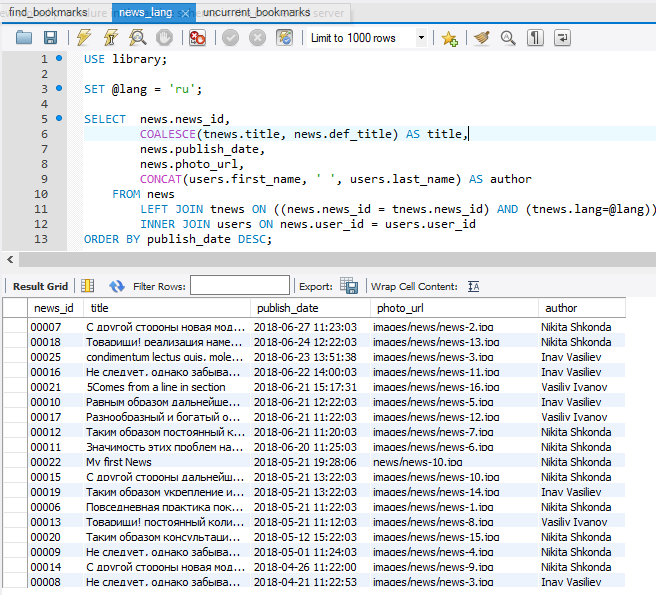 find_bookmarks news_lang uncurrent_bookmarks server
Limit to 1000 rows
1 USE library;
2
3 SET @lang = 'ru';
4
5 SELECT news.news_id,
6 COALESCE(tnews.title, news.def_title) AS title,
7 news.publish_date,
8 news.photo_url,
9 CONCAT(users.first_name, ' ', users.last_name) AS author
10 FROM news
11 LEFT JOIN tnews ON ((news.news_id = tnews.news_id) AND (tnews.lang=@lang))
12 INNER JOIN users ON news.user_id = users.user_id
13 ORDER BY publish_date DESC;
Result Grid Filter Rows: Export: Wrap Cell Content:
news_id title publish_date photo_url author
00007 С другой стороны новая мод... 2018-06-27 11:23:03 images/news/news-2.jpg Nikita Shkonda
00018 Товарищи! реализация наме... 2018-06-24 12:22:03 images/news/news-13.jpg Nikita Shkonda
00025 condimentum lectus quis, mole... 2018-06-23 13:51:38 images/news/news-3.jpg Inav Vasiliev
00016 Не следует, однако забыва... 2018-06-22 14:00:03 images/news/news-11.jpg Inav Vasiliev
00021 5Comes from a line in section 2018-06-21 15:17:31 images/news/news-16.jpg Vasiliy Ivanov
00010 Равным образом дальнейше... 2018-06-21 12:22:03 images/news/news-5.jpg Inav Vasiliev
00017 Разнообразный и богатый о... 2018-06-21 11:22:03 images/news/news-12.jpg Vasiliy Ivanov
00012 Таким образом постоянный к... 2018-06-21 11:20:03 images/news/news-7.jpg Nikita Shkonda
00011 Значимость этих проблем на... 2018-06-20 11:25:03 images/news/news-6.jpg Nikita Shkonda
00022 My first News 2018-05-21 19:28:06 news/news-10.jpg Nikita Shkonda
00015 С другой стороны дальнейш... 2018-05-21 13:22:03 images/news/news-10.jpg Nikita Shkonda
00019 Таким образом укрепление и... 2018-05-21 13:22:03 images/news/news-14.jpg Inav Vasiliev
00006 Повседневная практика пок... 2018-05-21 11:22:03 images/news/news-1.jpg Nikita Shkonda
00013 Товарищи! постоянный коли... 2018-05-21 11:12:03 images/news/news-8.jpg Vasiliy Ivanov
00020 Таким образом консультаци... 2018-05-12 15:22:03 images/news/news-15.jpg Nikita Shkonda
00009 Не следует, однако забыва... 2018-05-01 11:24:03 images/news/news-4.jpg Nikita Shkonda
00014 С другой стороны дальнейш... 2018-04-26 11:22:00 images/news/news-9.jpg Nikita Shkonda
00008 Не следует, однако забыва... 2018-04-21 11:22:53 images/news/news-3.jpg Inav Vasiliev